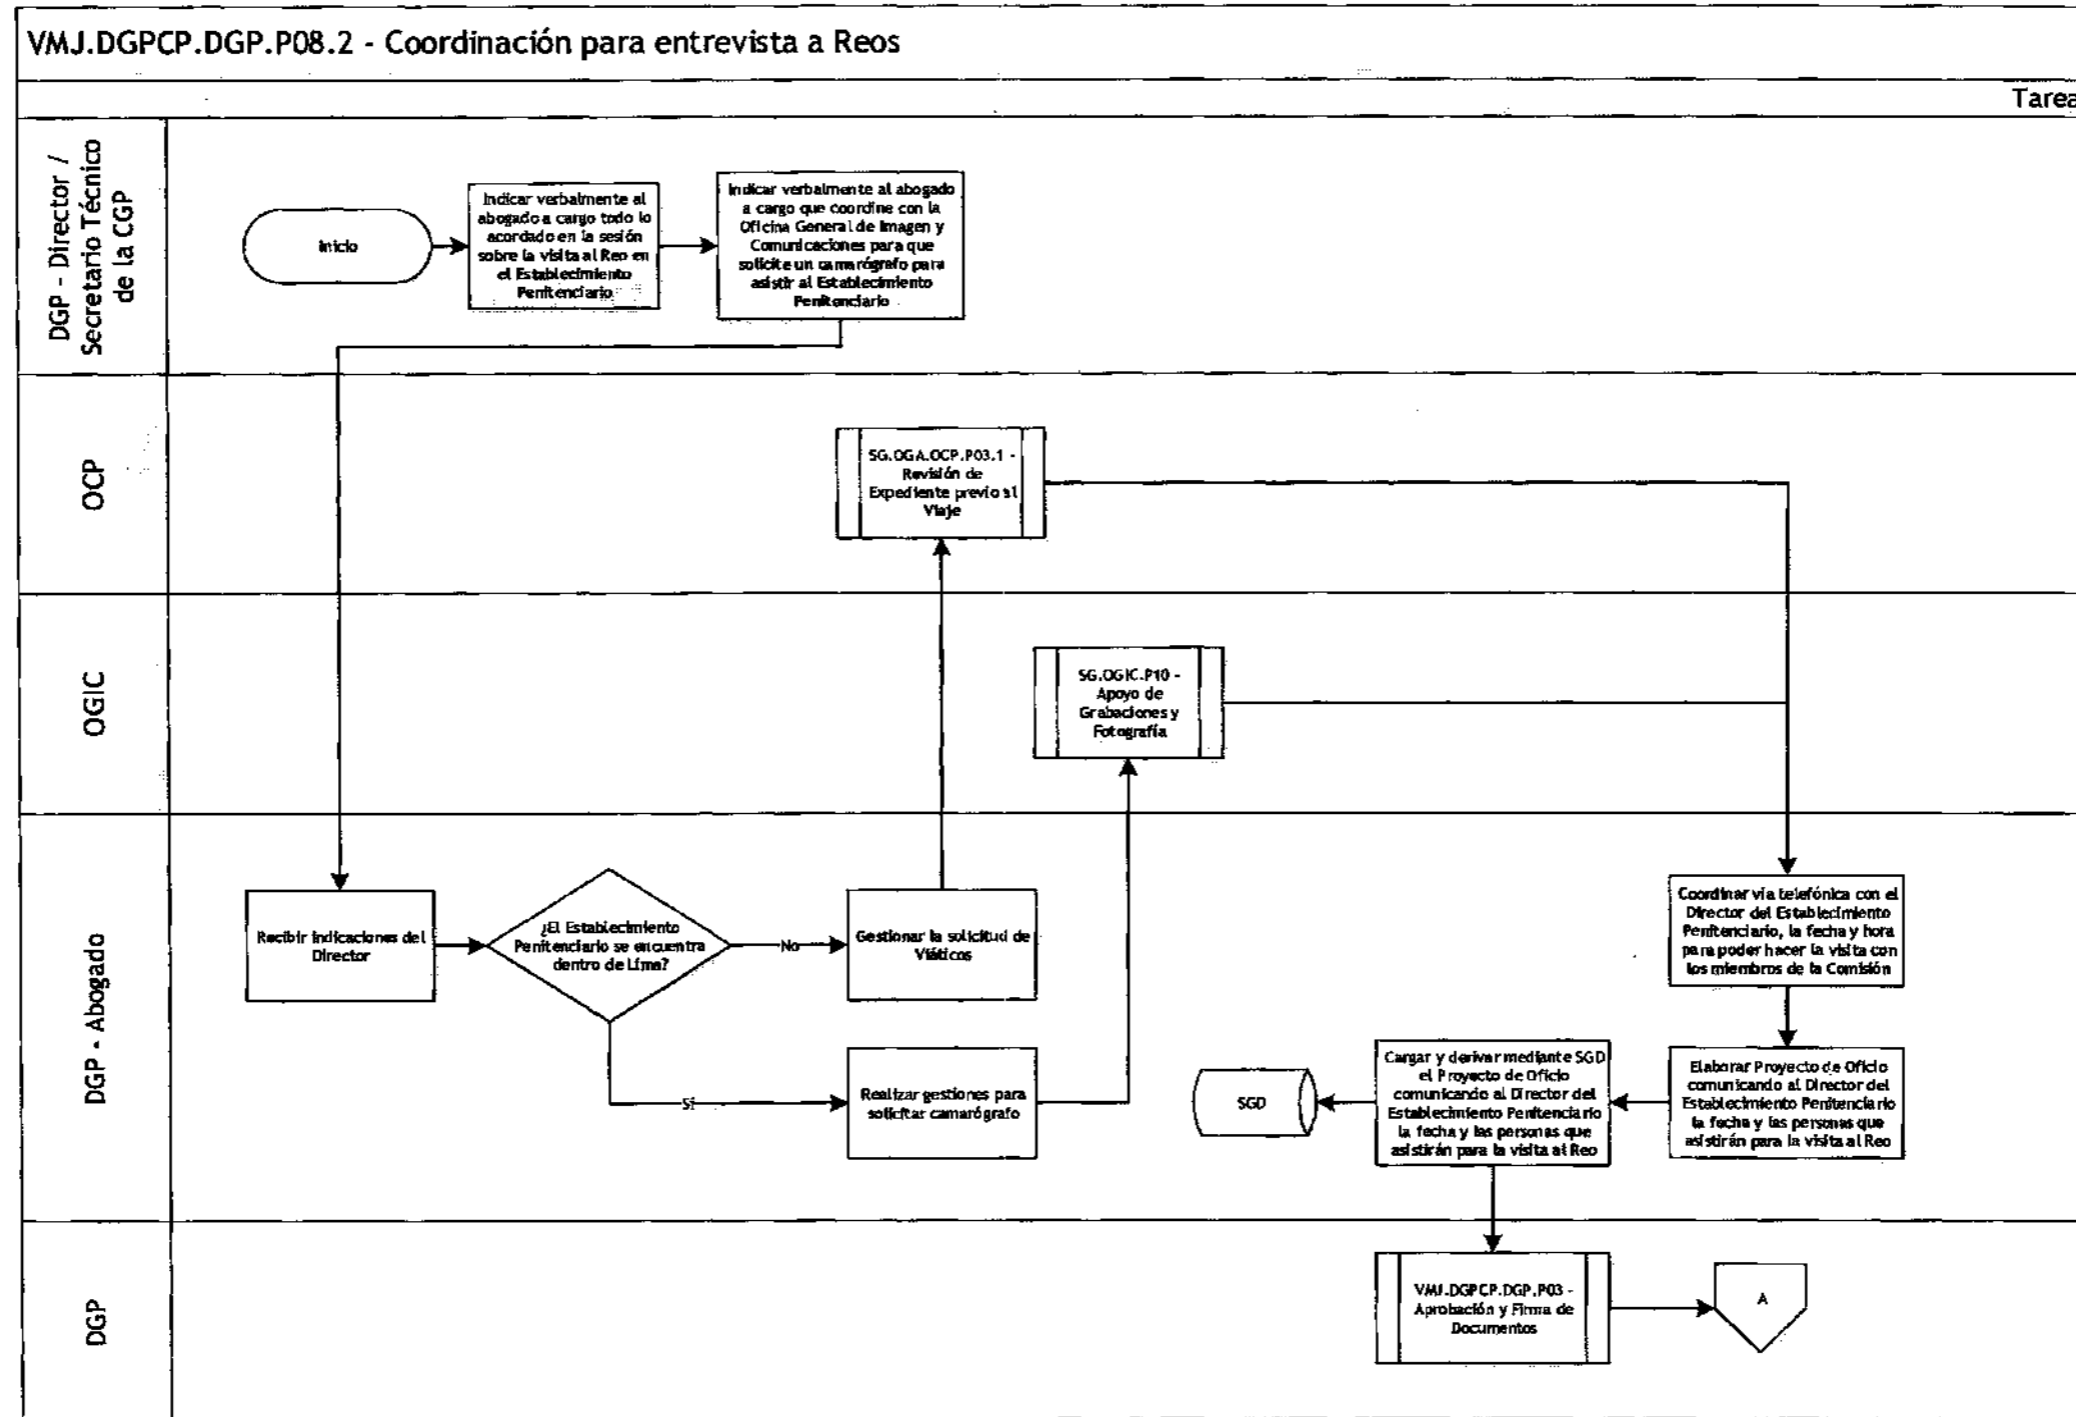 VMJ.DGPCP.DGP.P08.2 - Coordinación para entrevista a Reos
Tarea
DGP - Director /
Secretario Técnico
de la CGP
Inicio
Indicar verbalmente al
abogado a cargo todo lo
acordado en la sesión
sobre la visita al Reo en
el Establecimiento
Penitenciario
Indicar verbalmente al abogado
a cargo que coordine con la
Oficina General de Imagen y
Comunicaciones para que
solicite un camarógrafo para
asistir al Establecimiento
Penitenciario
OCP
SG.OGA.OCP.P03.1 -
Revisión de
Expediente previo al
Viaje
OGIC
SG.OGIC.P10 -
Apoyo de
Grabaciones y
Fotografía
DGP - Abogado
Recibir indicaciones del
Director
¿El Establecimiento
Penitenciario se encuentra
dentro de Lima?
No
Gestionar la solicitud de
Viáticos
Sí
Realizar gestiones para
solicitar camarógrafo
Coordinar vía telefónica con el
Director del Establecimiento
Penitenciario, la fecha y hora
para poder hacer la visita con
los miembros de la Comisión
Elaborar Proyecto de Oficio
comunicando al Director del
Establecimiento Penitenciario
la fecha y las personas que
asistirán para la visita al Reo
Cargar y derivar mediante SGD
el Proyecto de Oficio
comunicando al Director del
Establecimiento Penitenciario
la fecha y las personas que
asistirán para la visita al Reo
SGD
DGP
VMJ.DGPCP.DGP.P03 -
Aprobación y Firma de
Documentos
A